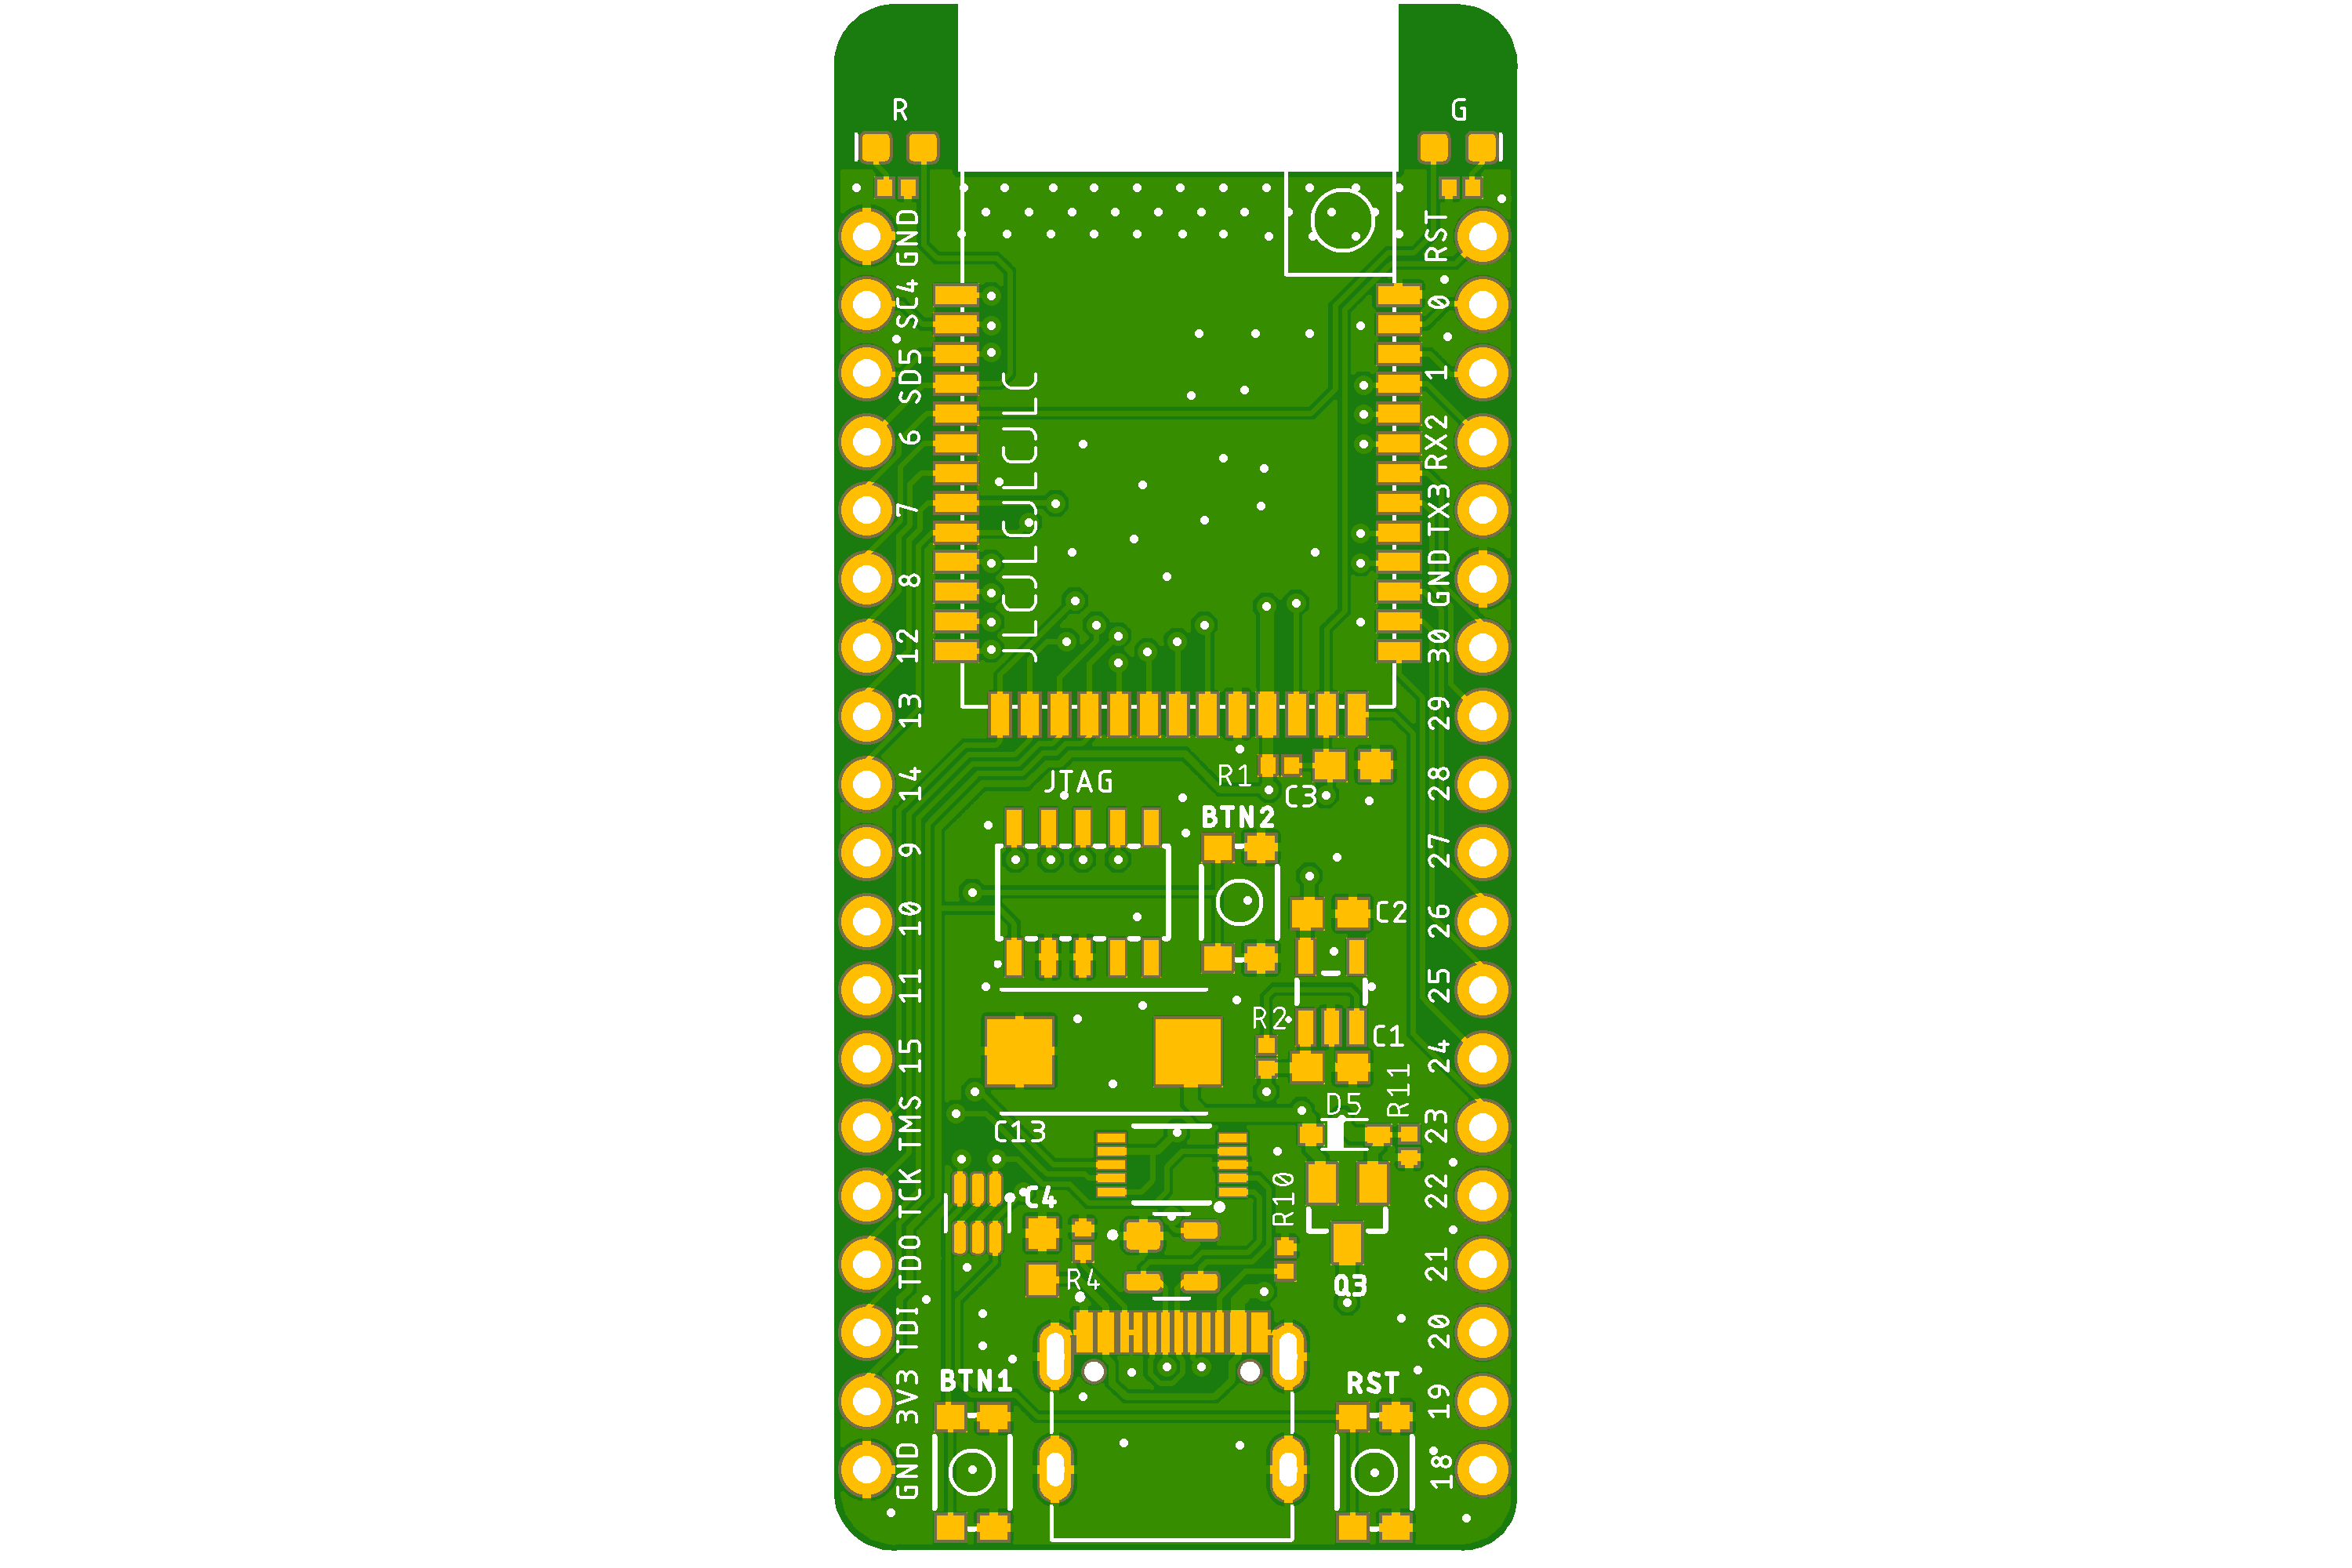 R
G
GND
SC4
SD5
6
7
8
12
13
14
9
10
11
15
TMS
TCK
TDO
TDI
3V3
GND
JLCJLCJLCJLC
RST
0
1
RX2
TX3
GND
30
29
28
27
26
25
24
23
22
21
20
19
18
R1
C3
JTAG
BTN2
C2
R2
C1
R11
D5
C13
C4
R10
R4
Q3
BTN1
RST